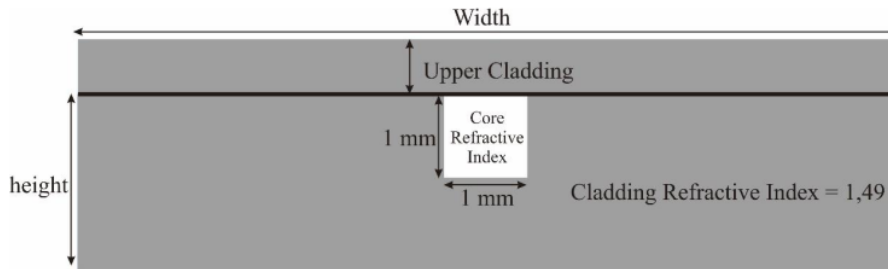 Width
Upper Cladding
1 mm
Core
Refractive
Index
height
1 mm
Cladding Refractive Index = 1,49